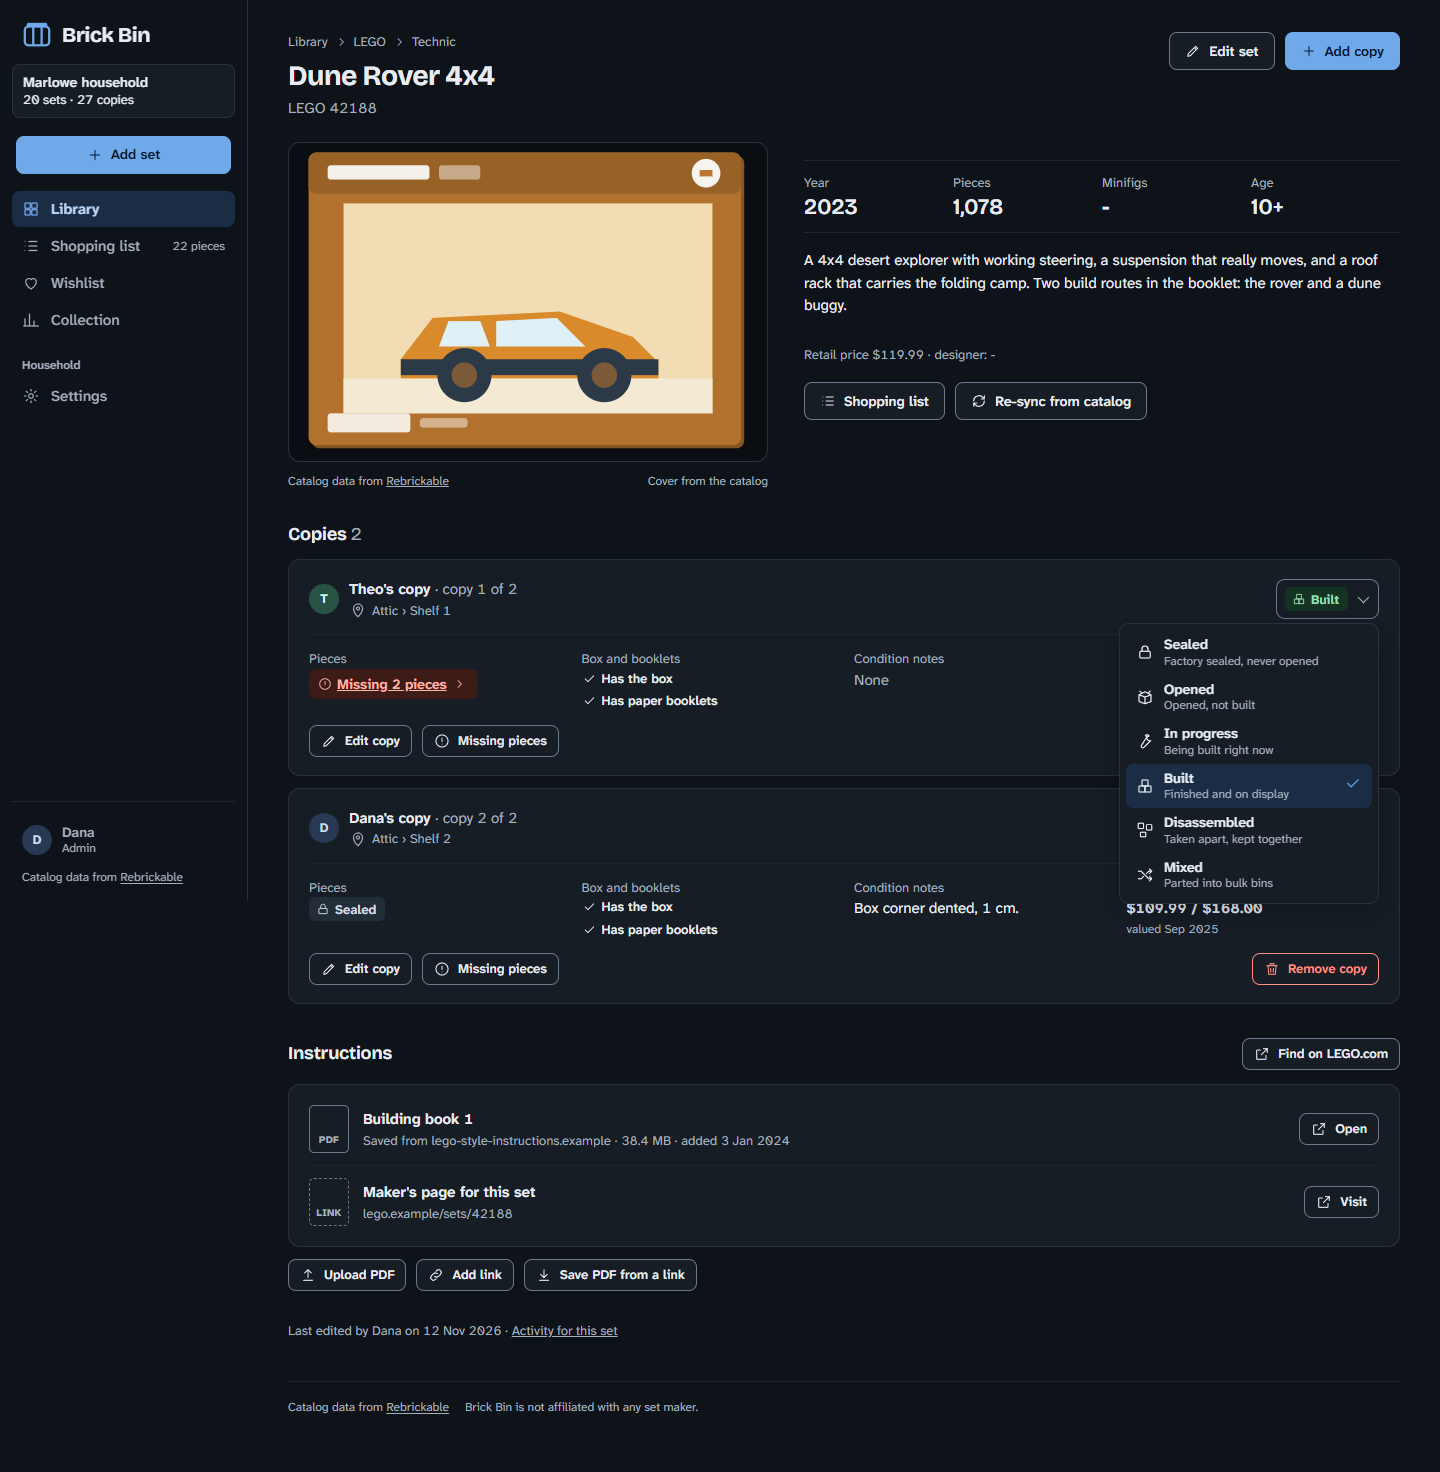 Brick Bin
Marlowe household
20 sets · 27 copies
Add set
Library
Shopping list 22 pieces
Wishlist
Collection
Household
Settings
D Dana
Admin
Catalog data from Rebrickable
Library > LEGO > Technic
Edit set
Add copy
Dune Rover 4x4
LEGO 42188
Year Pieces Minifigs Age
2023 1,078 - 10+
A 4x4 desert explorer with working steering, a suspension that really moves, and a roof
rack that carries the folding camp. Two build routes in the booklet: the rover and a dune
buggy.
Retail price $119.99 · designer: -
Shopping list
Re-sync from catalog
Catalog data from Rebrickable
Cover from the catalog
Copies 2
T Theo's copy · copy 1 of 2
Attic › Shelf 1
Built
Pieces
Missing 2 pieces
Box and booklets
Has the box
Has paper booklets
Condition notes
None
Edit copy
Missing pieces
Sealed
Factory sealed, never opened
Opened
Opened, not built
In progress
Being built right now
Built
Finished and on display
Disassembled
Taken apart, kept together
Mixed
Parted into bulk bins
D Dana's copy · copy 2 of 2
Attic › Shelf 2
Pieces
Sealed
Box and booklets
Has the box
Has paper booklets
Condition notes
Box corner dented, 1 cm.
$109.99 / $168.00
valued Sep 2025
Edit copy
Missing pieces
Remove copy
Instructions
Find on LEGO.com
PDF
Building book 1
Saved from lego-style-instructions.example · 38.4 MB · added 3 Jan 2024
Open
LINK
Maker's page for this set
lego.example/sets/42188
Visit
Upload PDF
Add link
Save PDF from a link
Last edited by Dana on 12 Nov 2026 · Activity for this set
Catalog data from Rebrickable
Brick Bin is not affiliated with any set maker.